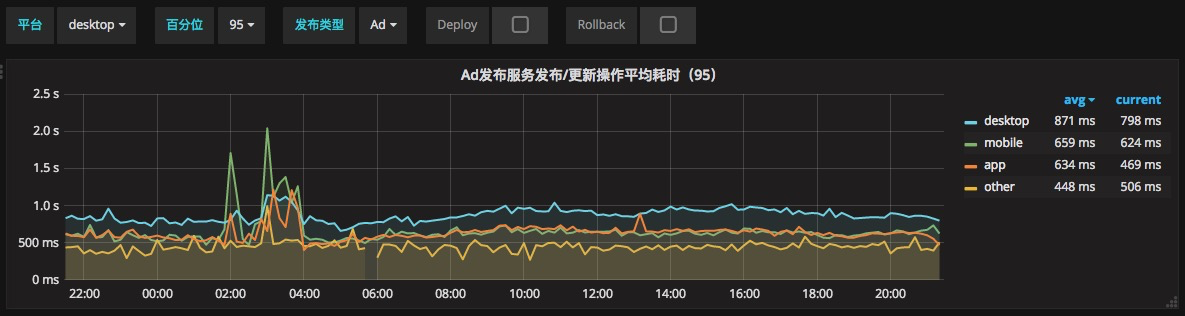 平台 desktop 百分位 95 发布类型 Ad Deploy Rollback
Ad发布服务发布/更新操作平均耗时（95）
2.5 s
2.0 s
1.5 s
1.0 s
500 ms
0 ms
22:00 00:00 02:00 04:00 06:00 08:00 10:00 12:00 14:00 16:00 18:00 20:00
avg current
desktop 871 ms 798 ms
mobile 659 ms 624 ms
app 634 ms 469 ms
other 448 ms 506 ms